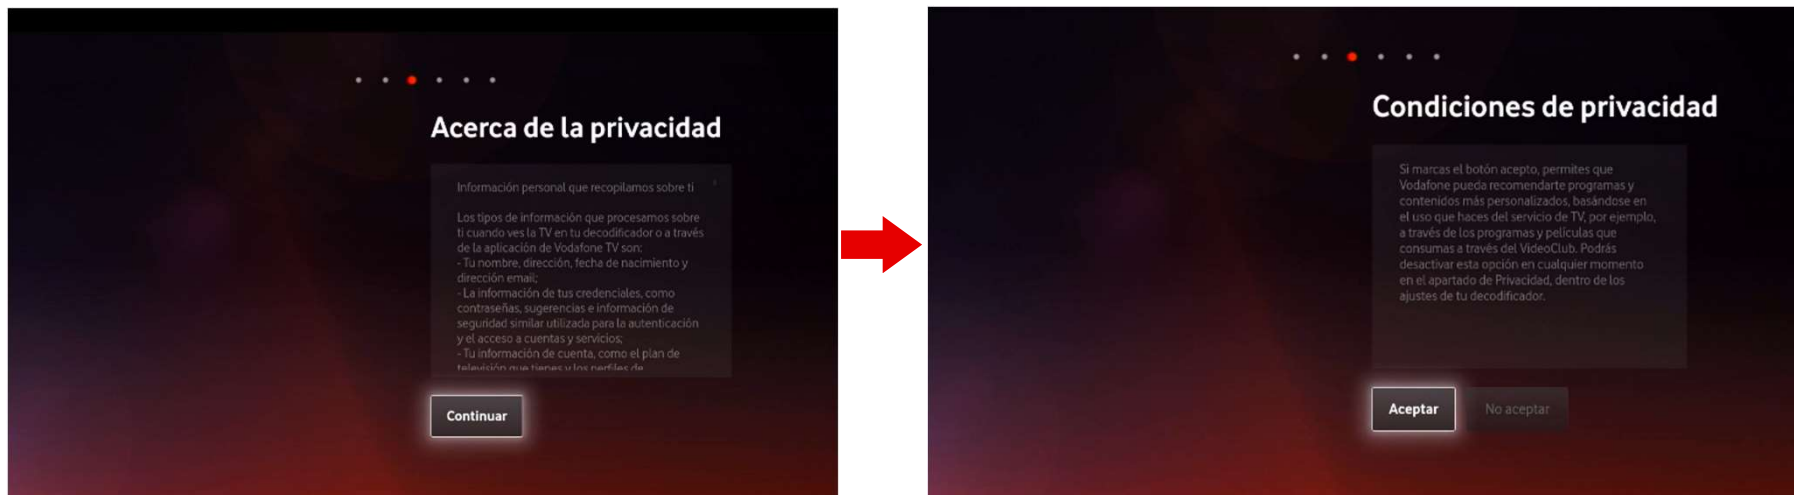 Acerca de la privacidad
Información personal que recopilamos sobre ti
Los tipos de información que procesamos sobre
ti cuando ves la TV en tu decodificador o a través
de la aplicación de Vodafone TV son:
- Tu nombre, dirección, fecha de nacimiento y
dirección email;
- La información de tus credenciales, como
contraseñas, sugerencias e información de
seguridad similar utilizada para la autenticación
y el acceso a cuentas y servicios;
- Tu información de cuenta, como el plan de
televisión que tienes y los perfiles de
Continuar
Condiciones de privacidad
Si marcas el botón acepto, permites que
Vodafone pueda recomendarte programas y
contenidos más personalizados, basándose en
el uso que haces del servicio de TV, por ejemplo,
a través de los programas y películas que
consumas a través del VideoClub. Podrás
desactivar esta opción en cualquier momento
en el apartado de Privacidad, dentro de los
ajustes de tu decodificador.
Aceptar
No aceptar